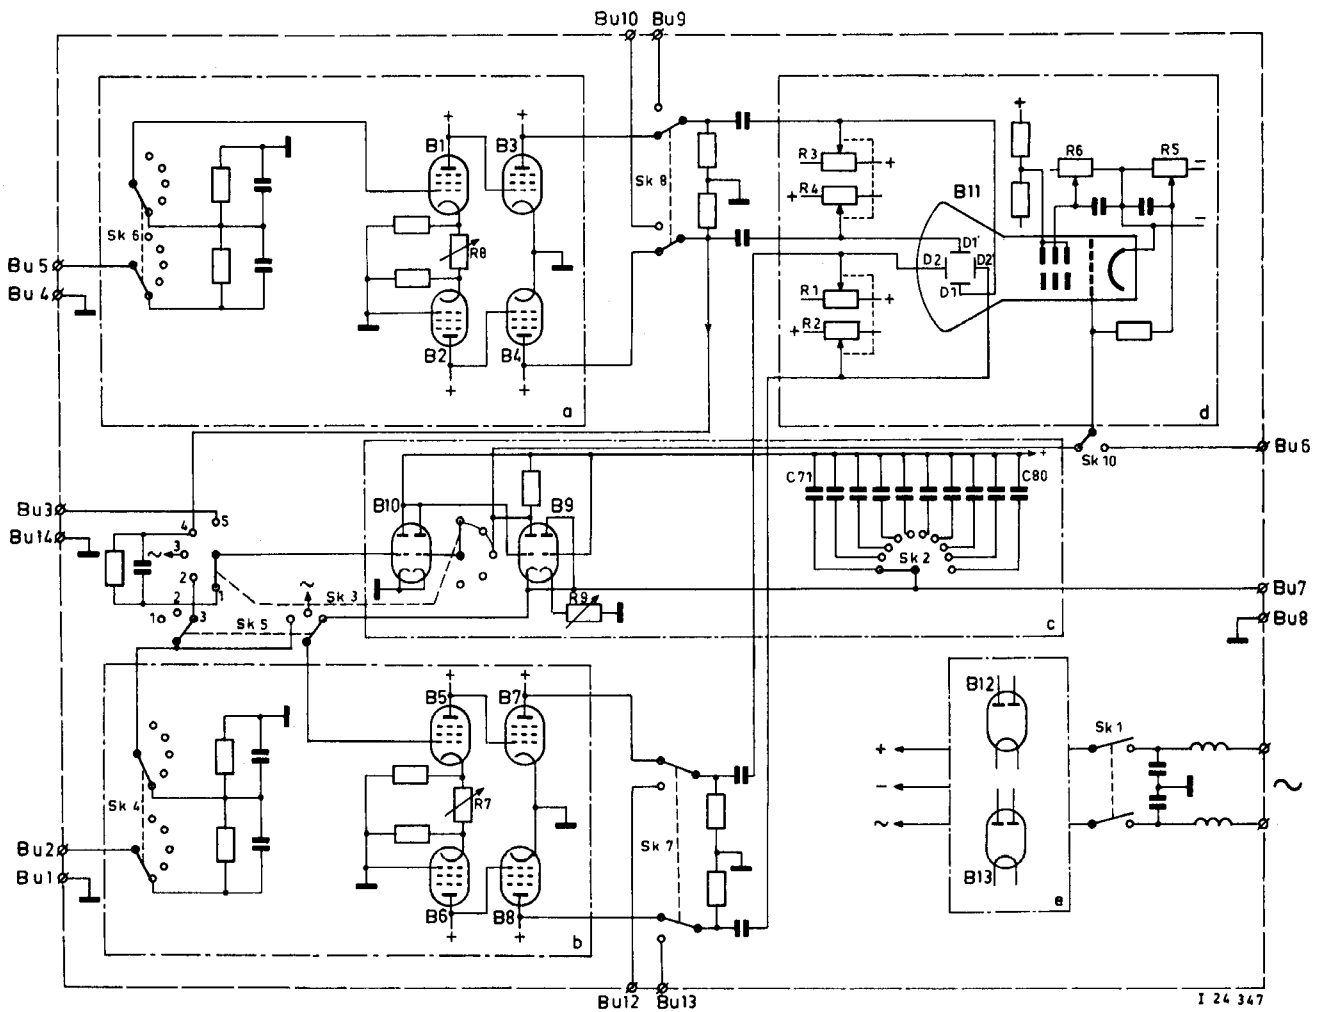 Bu10 Bu9
+ + +
B1 B3
R3 + R6 R5 –
Sk 8 R4 + B11
Sk 6 R8 D1' –
Bu5 D2 D2'
Bu4 D1
R1 +
R2 +
B2 B4
+ +
a d
Sk 10 Bu6
+
C71 C80
Bu3 B10 B9
Bu14 4 5
~ 3 Sk 2
2 1 ~
Sk 3 R9 Bu7
1 2 3 Sk 5 c Bu8
+ +
B5 B7 B12
Sk 1
+
Sk 4 R7 – ~
~
Bu2 Sk 7
Bu1 B13
B6 B8 e
+ + b
Bu12 Bu13
I 24 347